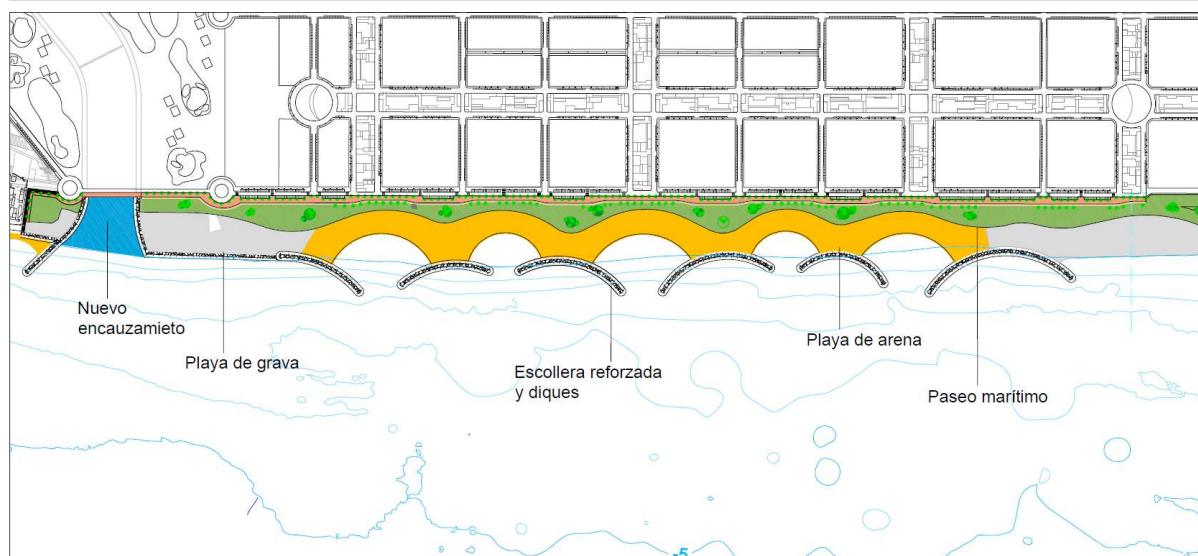 Nuevo
encauzamieto
Playa de grava
Escollera reforzada
y diques
Playa de arena
Paseo marítimo
-5